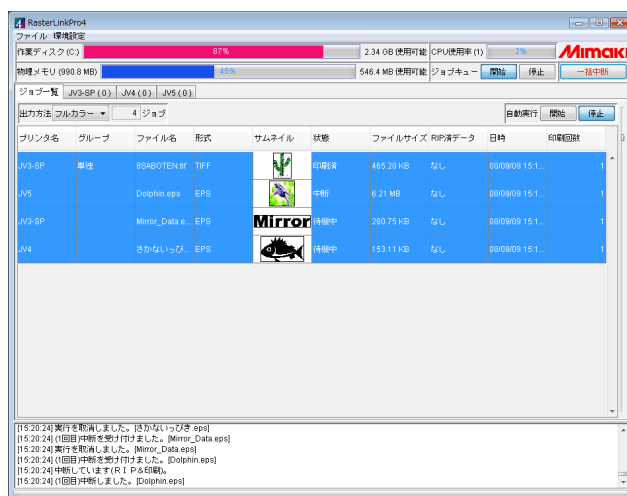 RasterLinkPro4
ファイル 環境設定
作業ディスク(C:) 87% 2.34 GB 使用可能 CPU使用率(1) 2% Mimaki
物理メモリ(990.8 MB) 45% 546.4 MB 使用可能 ジョブキュー 開始 停止 一括中断
ジョブ一覧 JV3-SP(0) JV4(0) JV5(0)
出力方法 フルカラー 4 ジョブ 自動実行 開始 停止
プリンタ名 グループ ファイル名 形式 サムネイル 状態 ファイルサイズ RIP済データ 日時 印刷回数
JV3-SP 単独 8SABOTEN.tif TIFF 印刷済 465.20 KB なし 08/09/09 15:1... 1
JV5 Dolphin.eps EPS 中断 6.21 MB なし 08/09/09 15:1... 1
JV3-SP Mirror_Data.e... EPS Mirror 待機中 280.75 KB なし 08/09/09 15:1... 1
JV4 さかないっぴ... EPS 待機中 153.11 KB なし 08/09/09 15:1... 1
[15:20:24] 実行を取消しました。[さかないっぴき.eps]
[15:20:24] (1回目)中断を受け付けました。[Mirror_Data.eps]
[15:20:24] 実行を取消しました。[Mirror_Data.eps]
[15:20:24] (1回目)中断を受け付けました。[Dolphin.eps]
[15:20:24] 中断しています(ＲＩＰ&印刷)。
[15:20:24] (1回目)中断しました。[Dolphin.eps]